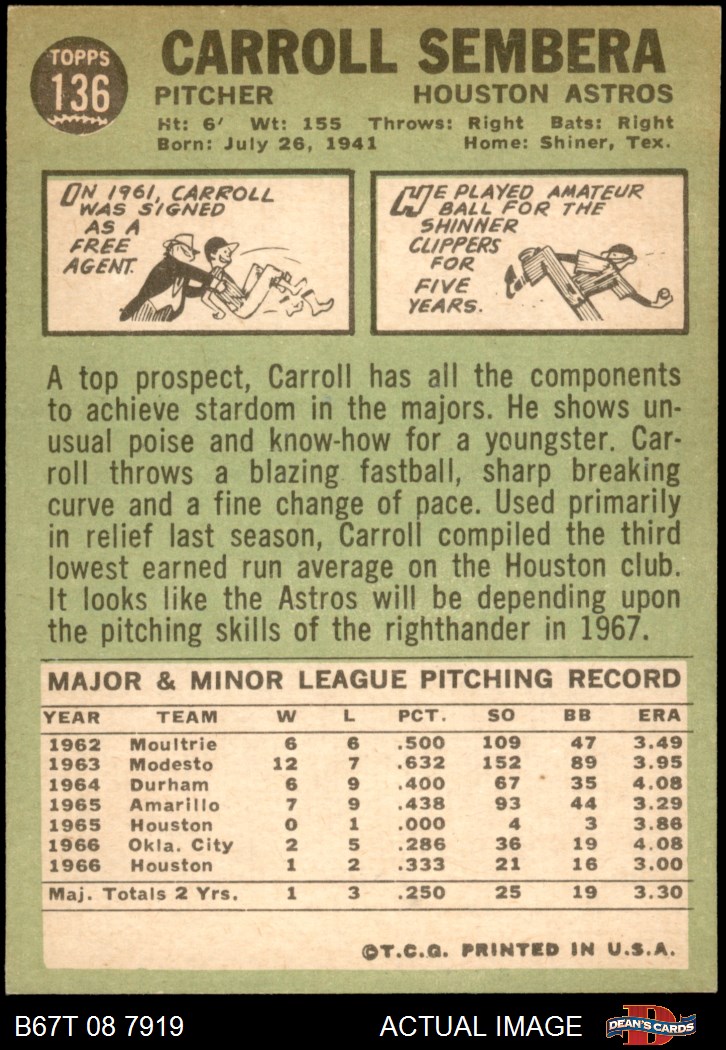 TOPPS
136
CARROLL SEMBERA
PITCHER HOUSTON ASTROS
Ht: 6' Wt: 155 Throws: Right Bats: Right
Born: July 26, 1941 Home: Shiner, Tex.
IN 1961, CARROLL
WAS SIGNED
AS A
FREE
AGENT.
HE PLAYED AMATEUR
BALL FOR THE
SHINNER
CLIPPERS
FOR
FIVE
YEARS.
A top prospect, Carroll has all the components
to achieve stardom in the majors. He shows un-
usual poise and know-how for a youngster. Car-
roll throws a blazing fastball, sharp breaking
curve and a fine change of pace. Used primarily
in relief last season, Carroll compiled the third
lowest earned run average on the Houston club.
It looks like the Astros will be depending upon
the pitching skills of the righthander in 1967.
MAJOR & MINOR LEAGUE PITCHING RECORD
YEAR TEAM W L PCT. SO BB ERA
1962 Moultrie 6 6 .500 109 47 3.49
1963 Modesto 12 7 .632 152 89 3.95
1964 Durham 6 9 .400 67 35 4.08
1965 Amarillo 7 9 .438 93 44 3.29
1965 Houston 0 1 .000 4 3 3.86
1966 Okla. City 2 5 .286 36 19 4.08
1966 Houston 1 2 .333 21 16 3.00
Maj. Totals 2 Yrs. 1 3 .250 25 19 3.30
©T.C.G. PRINTED IN U.S.A.
B67T 08 7919 ACTUAL IMAGE D DEAN'S CARDS